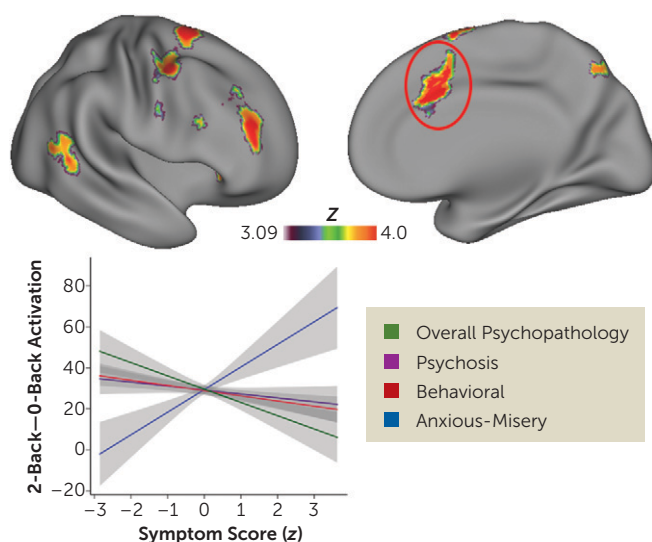 Z
3.09 4.0
2-Back—0-Back Activation
80
60
40
20
0
−20
−3 −2 −1 0 1 2 3
Symptom Score (z)
Overall Psychopathology
Psychosis
Behavioral
Anxious-Misery